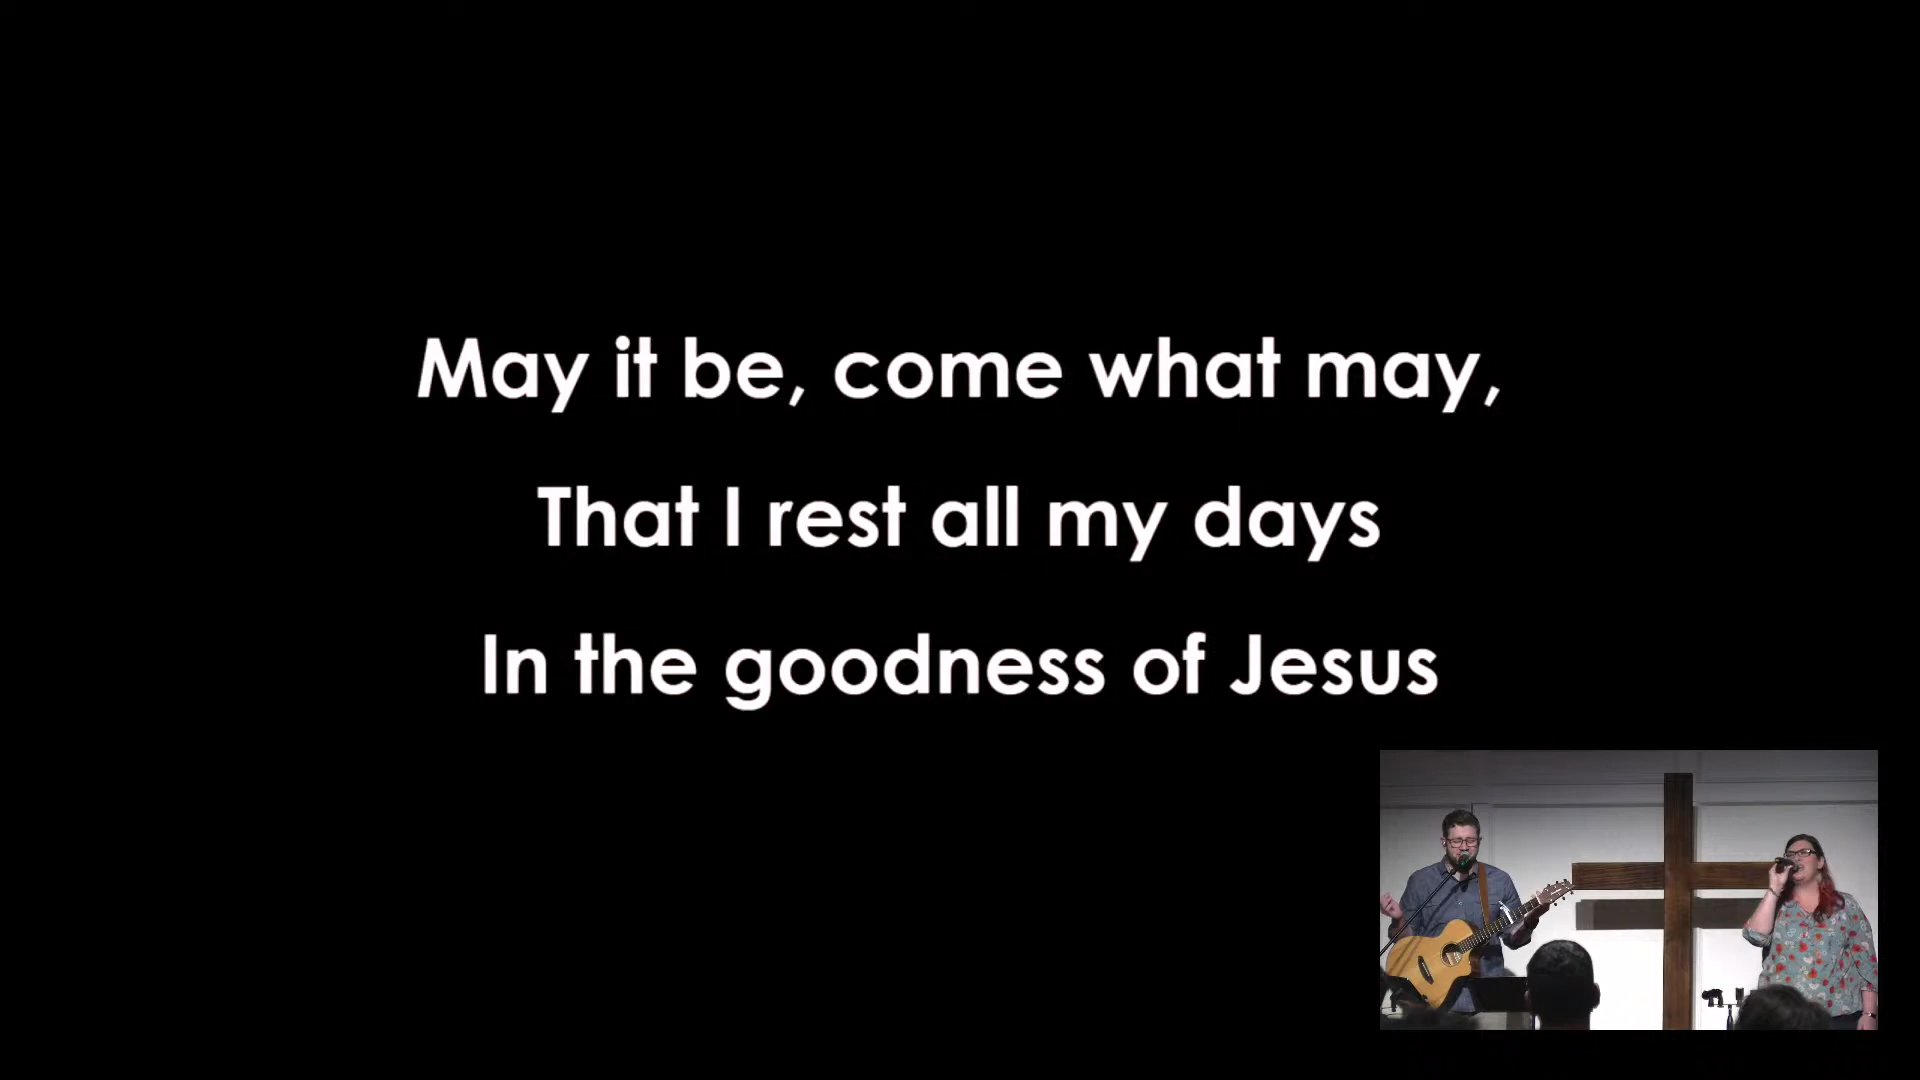 May it be, come what may,
That I rest all my days
In the goodness of Jesus